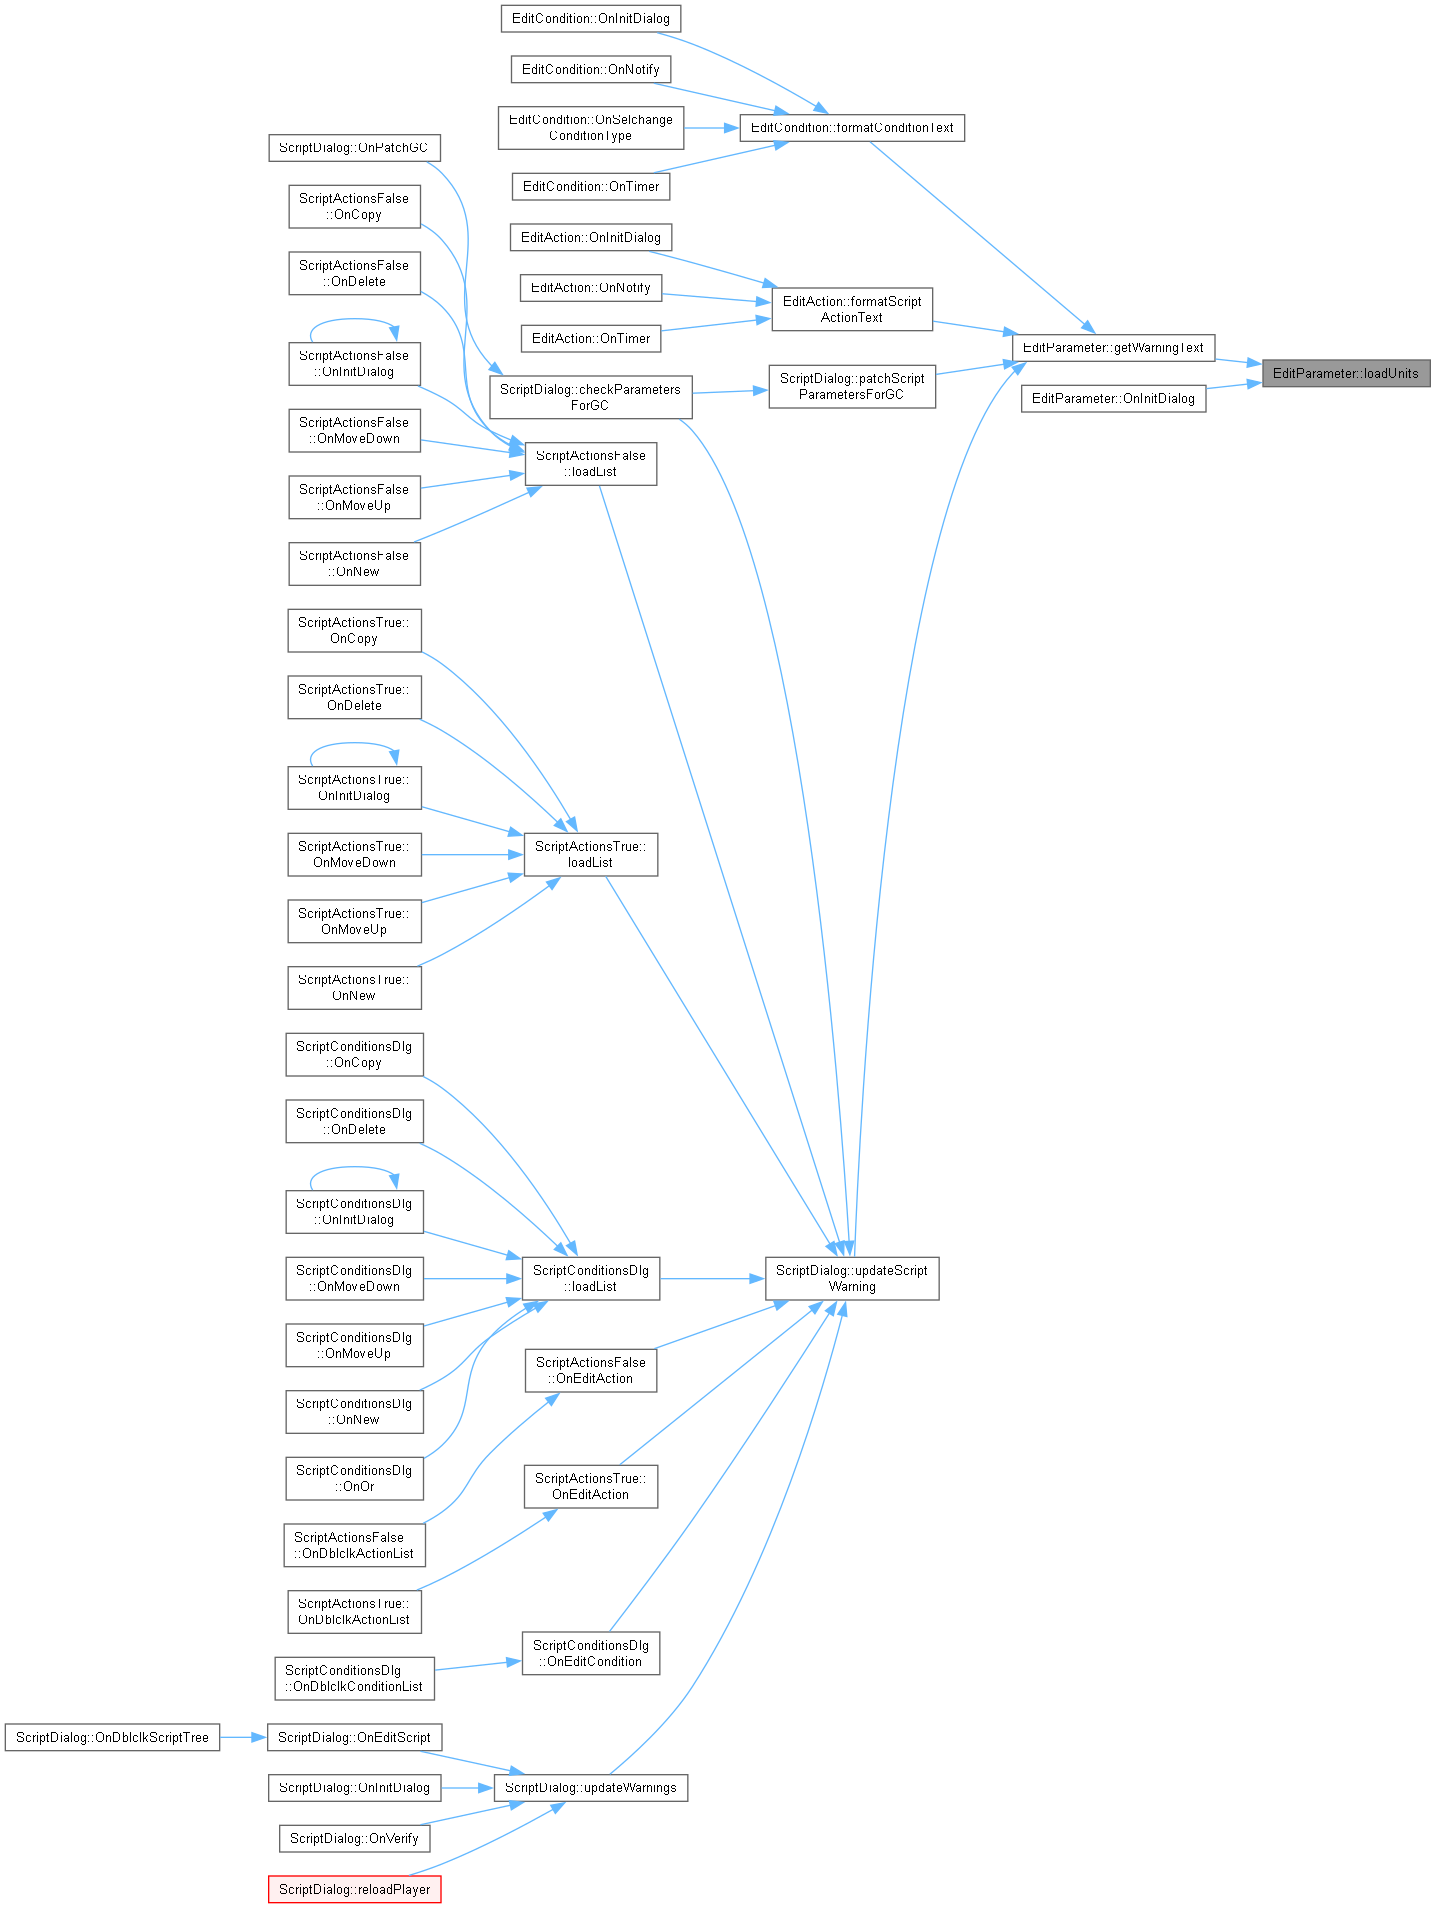 EditCondition::OnInitDialog
EditCondition::OnNotify
EditCondition::OnSelchange
ConditionType
EditCondition::formatConditionText
EditCondition::OnTimer
ScriptDialog::OnPatchGC
ScriptActionsFalse
::OnCopy
EditAction::OnInitDialog
ScriptActionsFalse
::OnDelete
EditAction::OnNotify
EditAction::formatScript
ActionText
EditAction::OnTimer
EditParameter::getWarningText
EditParameter::loadUnits
EditParameter::OnInitDialog
ScriptActionsFalse
::OnInitDialog
ScriptDialog::checkParameters
ForGC
ScriptDialog::patchScript
ParametersForGC
ScriptActionsFalse
::OnMoveDown
ScriptActionsFalse
::loadList
ScriptActionsFalse
::OnMoveUp
ScriptActionsFalse
::OnNew
ScriptActionsTrue::
OnCopy
ScriptActionsTrue::
OnDelete
ScriptActionsTrue::
OnInitDialog
ScriptActionsTrue::
OnMoveDown
ScriptActionsTrue::
loadList
ScriptActionsTrue::
OnMoveUp
ScriptActionsTrue::
OnNew
ScriptConditionsDlg
::OnCopy
ScriptConditionsDlg
::OnDelete
ScriptConditionsDlg
::OnInitDialog
ScriptConditionsDlg
::OnMoveDown
ScriptConditionsDlg
::loadList
ScriptDialog::updateScript
Warning
ScriptConditionsDlg
::OnMoveUp
ScriptActionsFalse
::OnEditAction
ScriptConditionsDlg
::OnNew
ScriptConditionsDlg
::OnOr
ScriptActionsTrue::
OnEditAction
ScriptActionsFalse
::OnDblclkActionList
ScriptActionsTrue::
OnDblclkActionList
ScriptConditionsDlg
::OnEditCondition
ScriptConditionsDlg
::OnDblclkConditionList
ScriptDialog::OnDblclkScriptTree
ScriptDialog::OnEditScript
ScriptDialog::OnInitDialog
ScriptDialog::updateWarnings
ScriptDialog::OnVerify
ScriptDialog::reloadPlayer